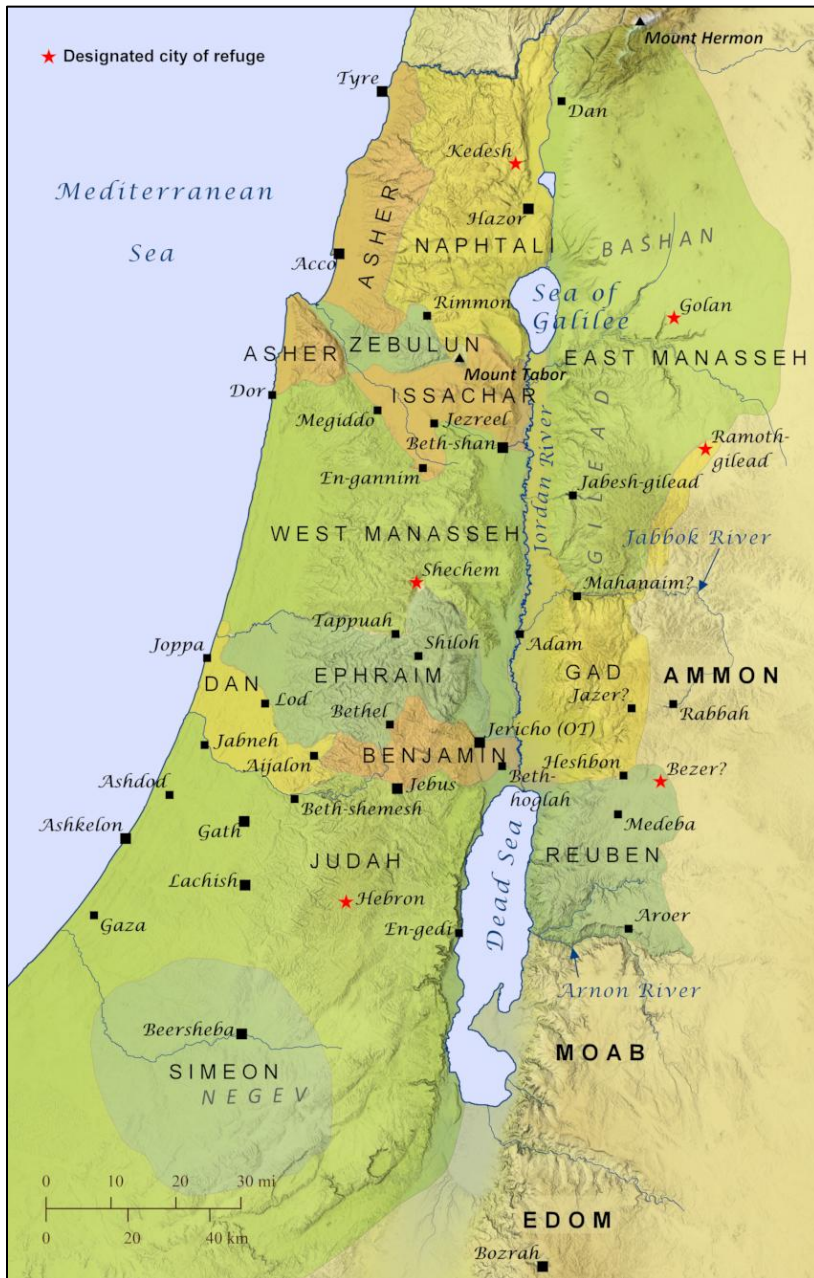 Designated city of refuge
Mount Hermon
Tyre
Dan
Kedesh
Mediterranean
Sea
ASHER
Hazor
NAPHTALI
BASHAN
Acco
Sea of
Galilee
Rimmon
Golan
ZEBULUN
ASHER
Mount Tabor
EAST MANASSEH
ISSACHAR
Dor
Megiddo
Jezreel
Beth-shan
Ramoth-
gilead
En-gannim
Jordan River
GILEAD
Jabesh-gilead
WEST MANASSEH
Jabbok River
Shechem
Mahanaim?
Tappuah
Adam
Joppa
Shiloh
EPHRAIM
GAD
AMMON
DAN
Lod
Jazer?
Rabbah
Bethel
Jericho (OT)
Jabneh
BENJAMIN
Aijalon
Heshbon
Bezer?
Beth-
hoglah
Ashdod
Beth-shemesh
Jebus
Medeba
Ashkelon
Gath
JUDAH
REUBEN
Lachish
Hebron
Dead Sea
Gaza
En-gedi
Aroer
Arnon River
Beersheba
MOAB
SIMEON
NEGEV
0 10 20 30 mi
0 20 40 km
EDOM
Bozrah